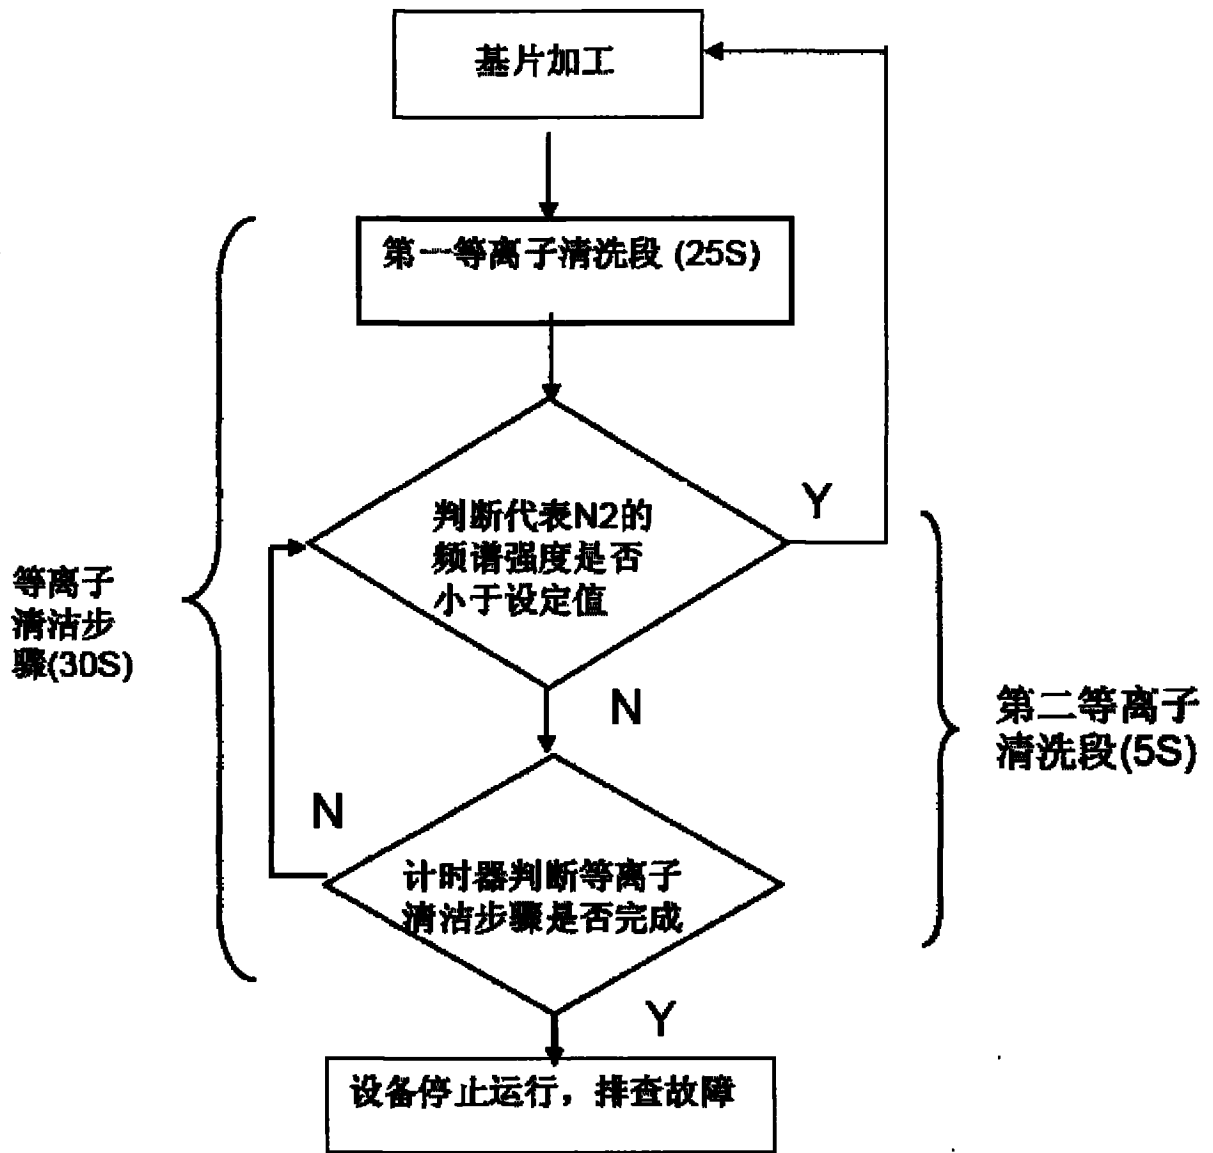 基片加工
第一等离子清洗段 (25S)
Y
判断代表N2的
频谱强度是否
小于设定值
等离子
清洁步
骤(30S)
N
第二等离子
清洗段(5S)
N
计时器判断等离子
清洁步骤是否完成
Y
设备停止运行，排查故障